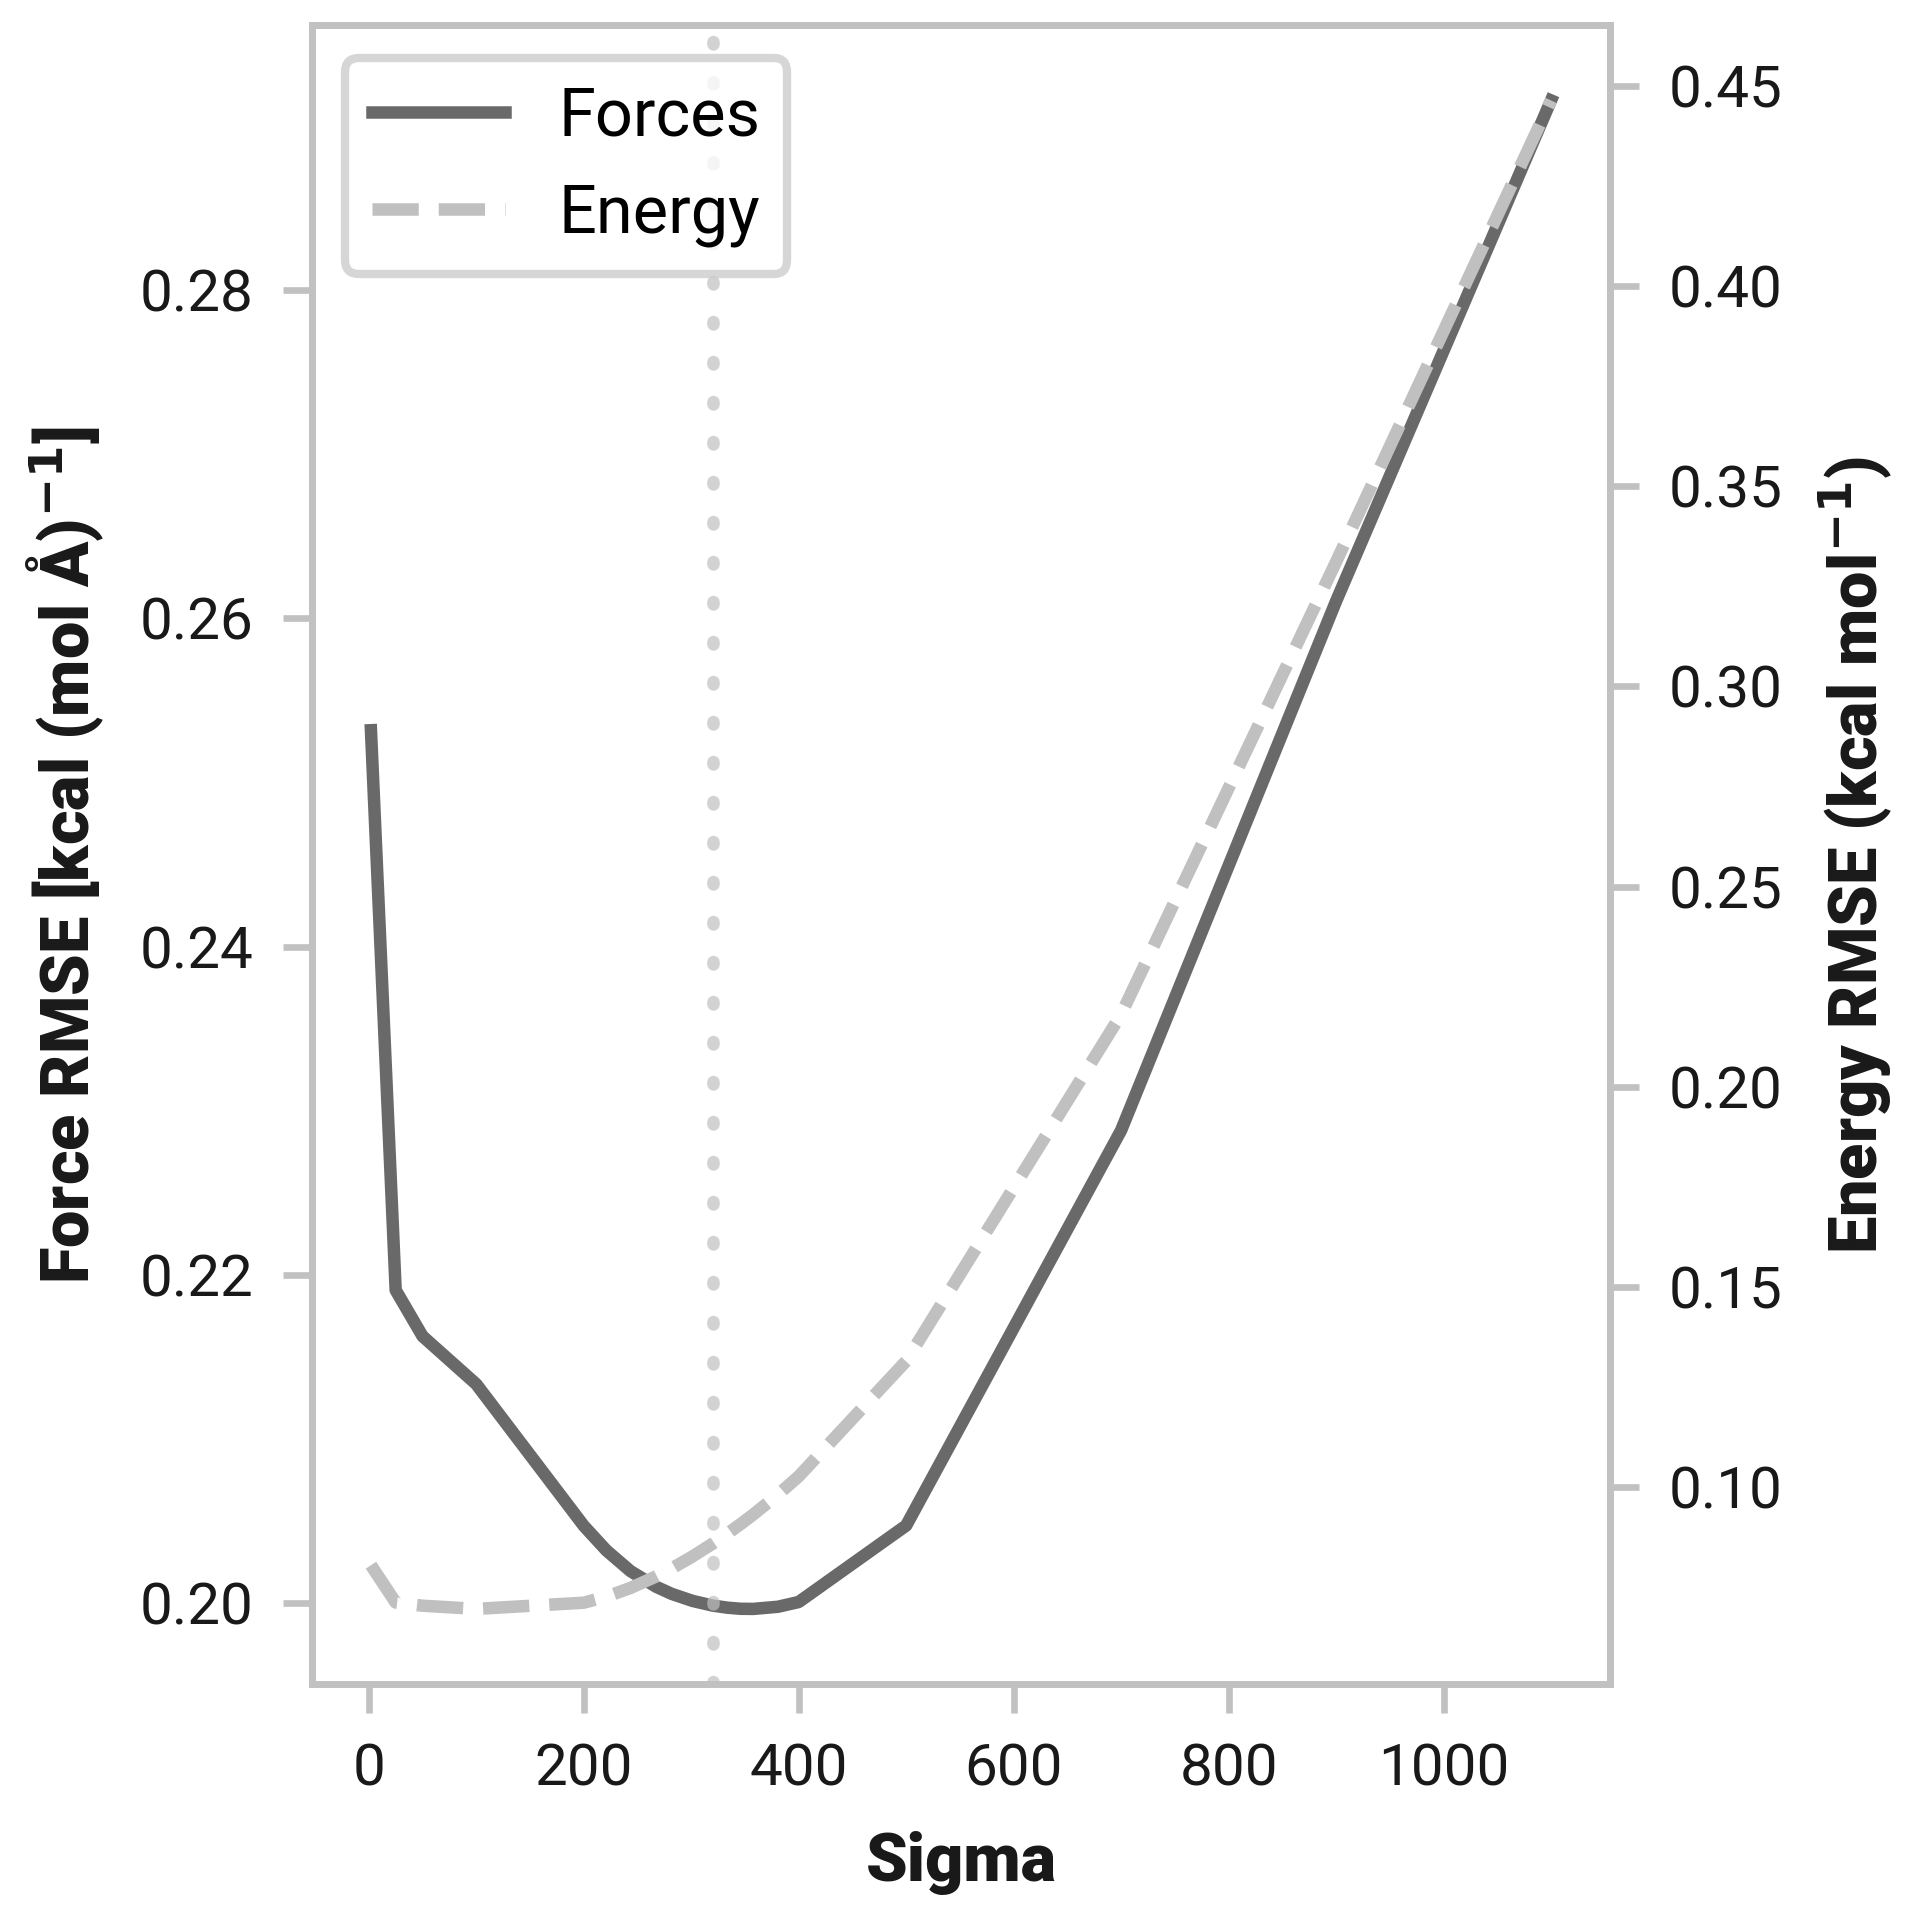 Forces
Energy
0.28
0.26
0.24
0.22
0.20
Force RMSE [kcal (mol Å)⁻¹]
0.45
0.40
0.35
0.30
0.25
0.20
0.15
0.10
Energy RMSE (kcal mol⁻¹)
0 200 400 600 800 1000
Sigma